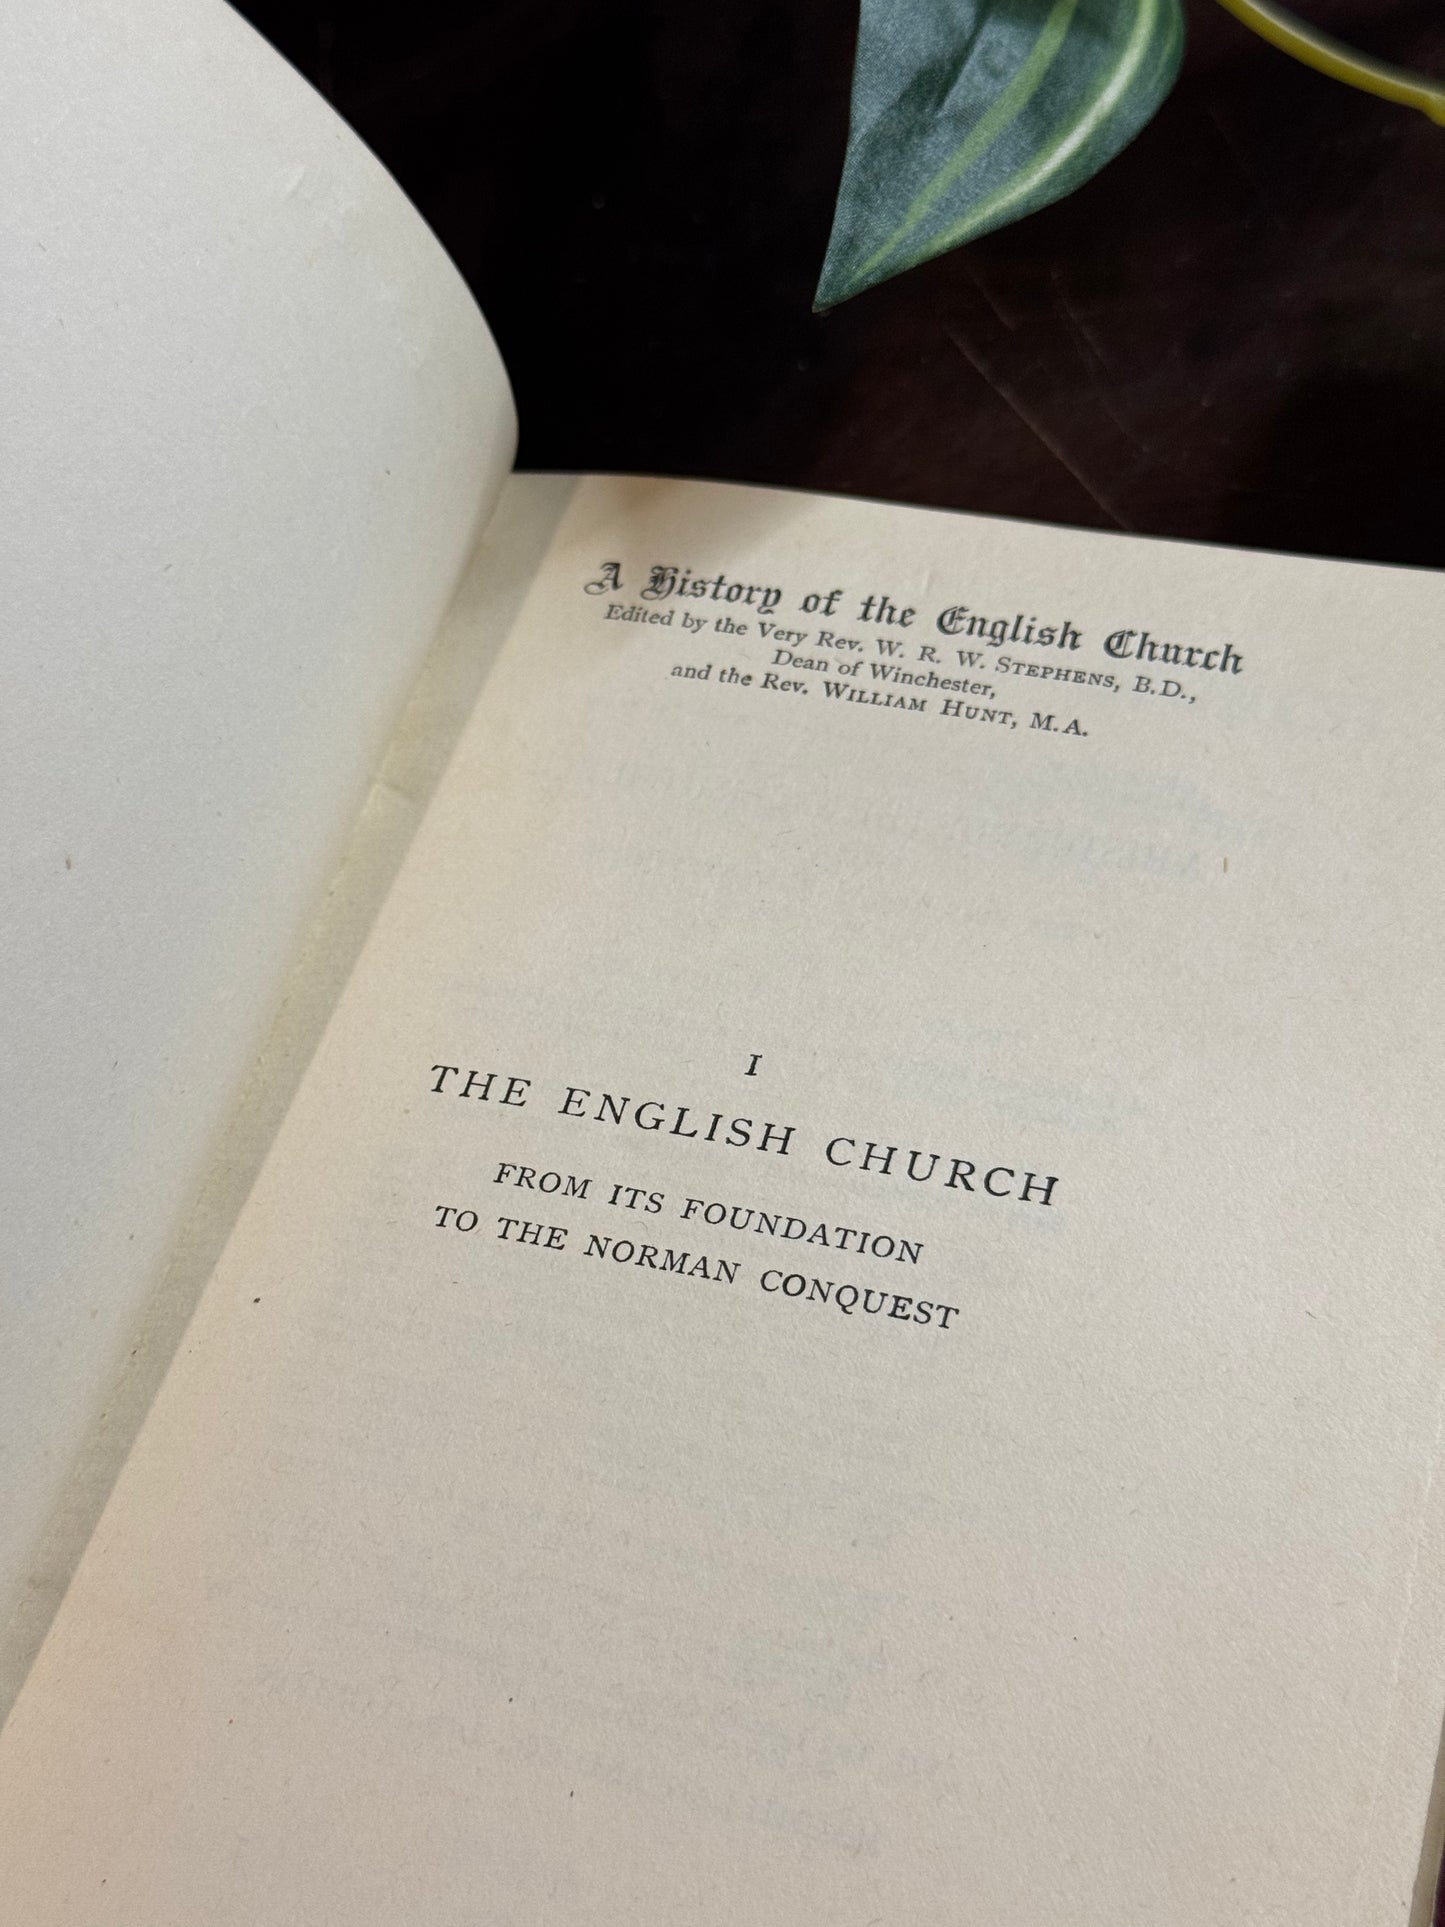 A History of the English Church
Edited by the Very Rev. W. R. W. STEPHENS, B.D.,
Dean of Winchester,
and the Rev. WILLIAM HUNT, M.A.
I
THE ENGLISH CHURCH
FROM ITS FOUNDATION
TO THE NORMAN CONQUEST